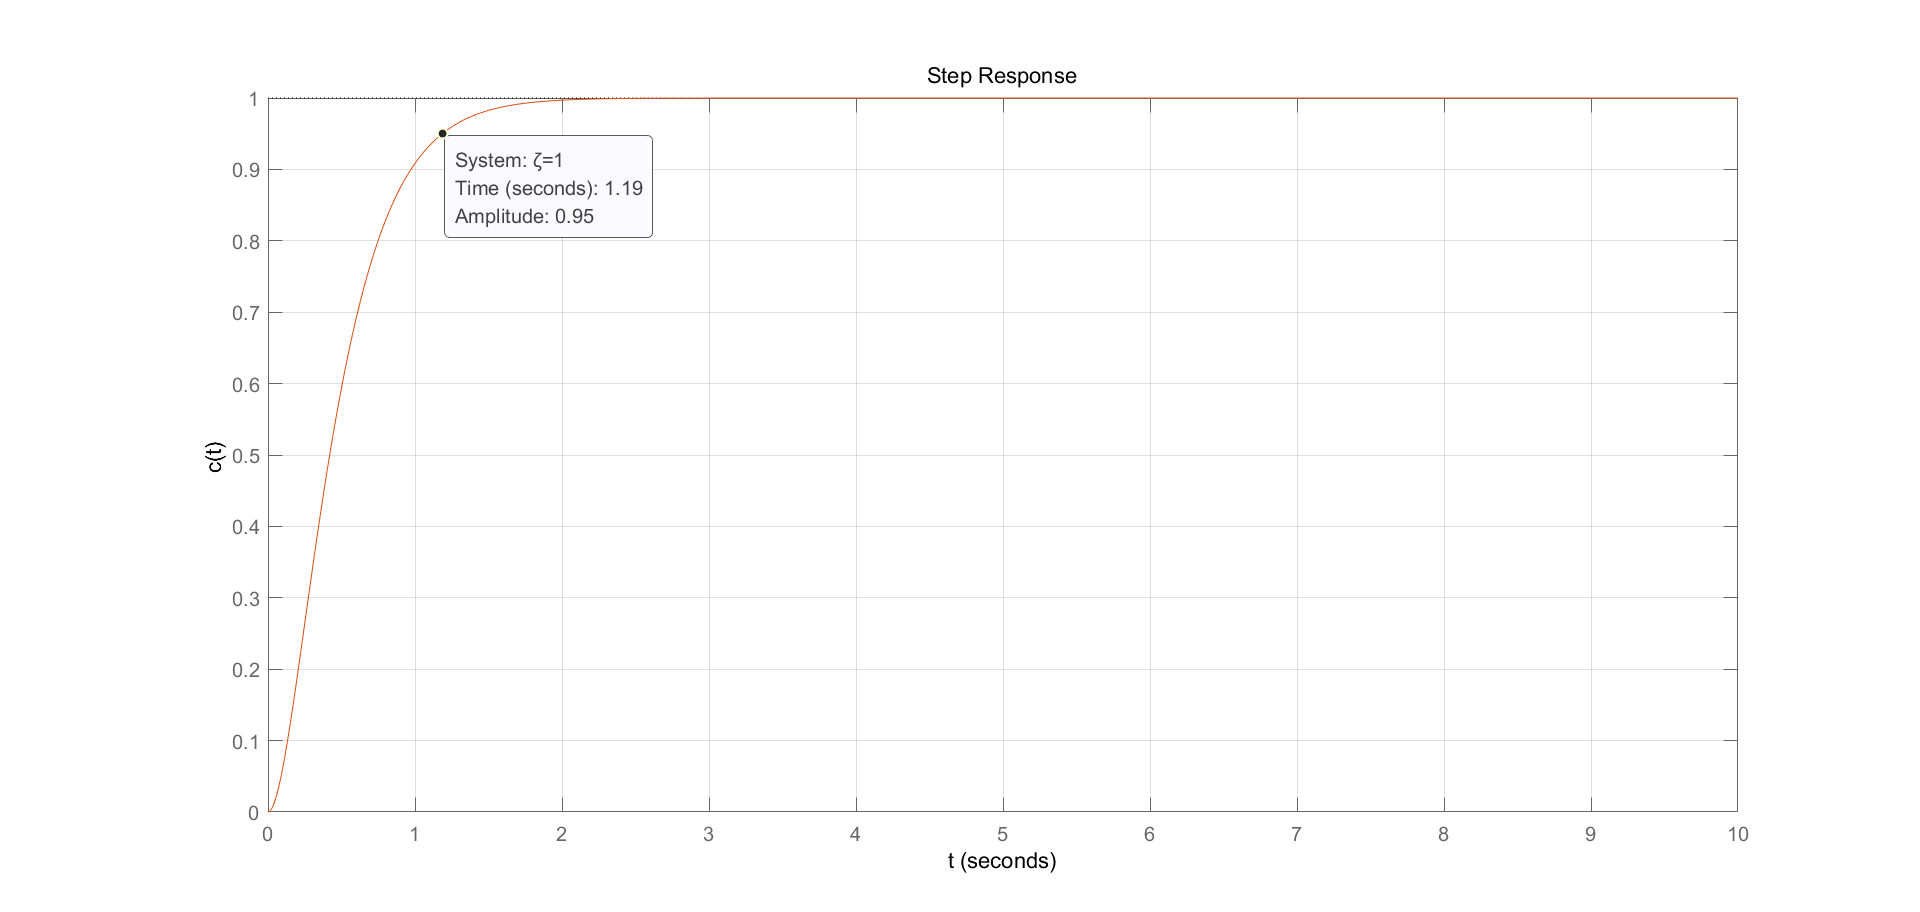 Step Response
1
0.9
0.8
0.7
0.6
0.5
0.4
0.3
0.2
0.1
0
c(t)
System: ζ=1
Time (seconds): 1.19
Amplitude: 0.95
0 1 2 3 4 5 6 7 8 9 10
t (seconds)